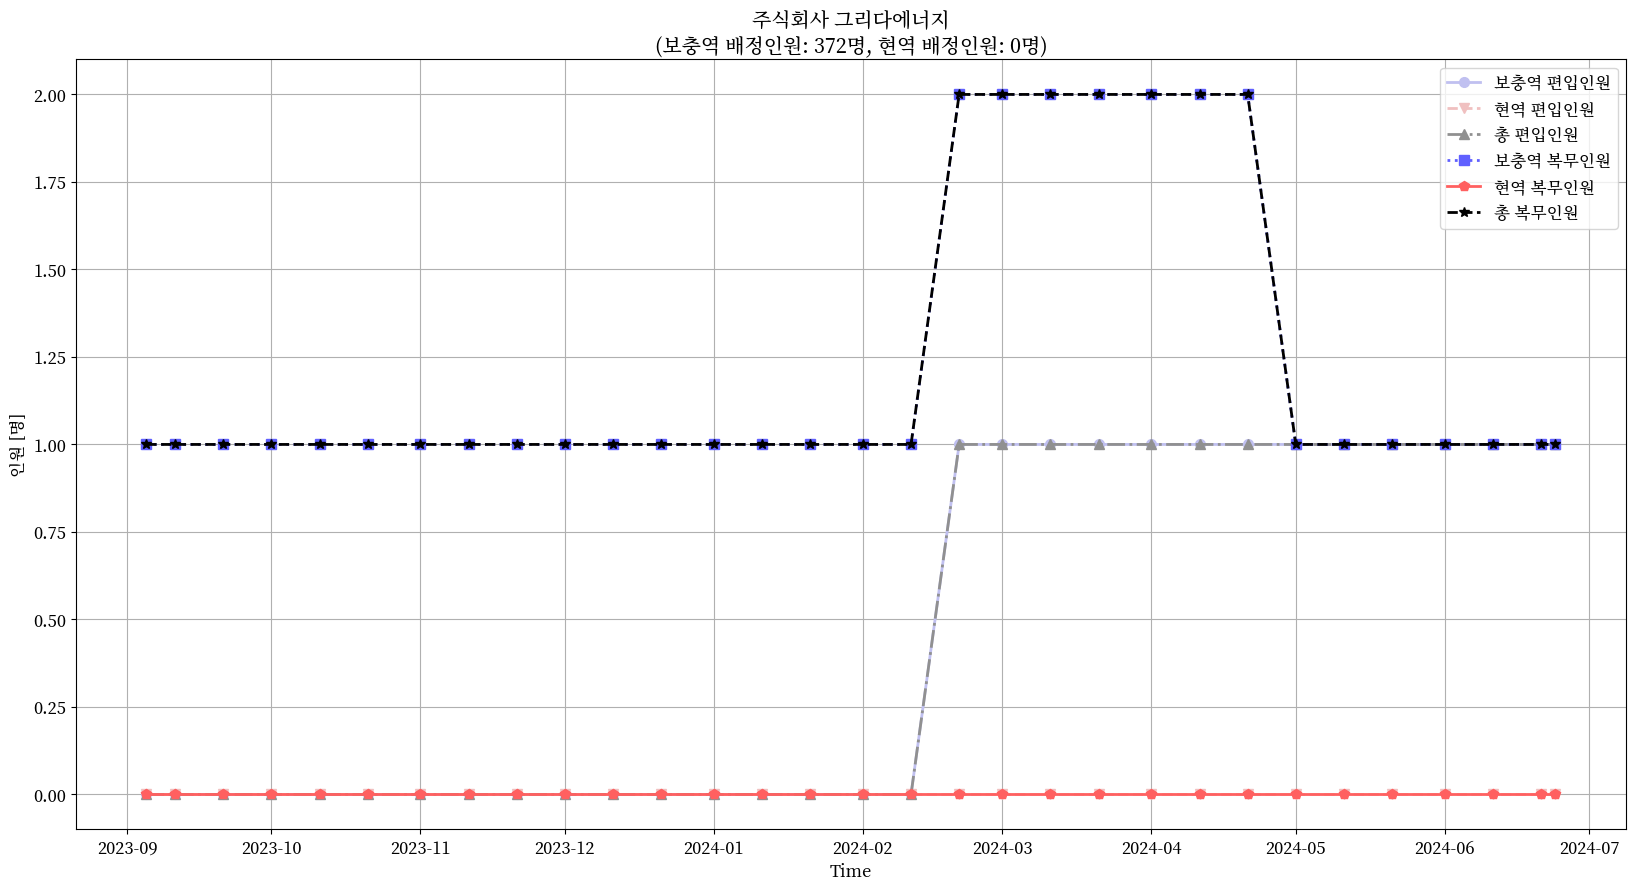 주식회사 그리다에너지
(보충역 배정인원: 372명, 현역 배정인원: 0명)
보충역 편입인원
현역 편입인원
총 편입인원
보충역 복무인원
현역 복무인원
총 복무인원
인원 [명]
2.00
1.75
1.50
1.25
1.00
0.75
0.50
0.25
0.00
2023-09 2023-10 2023-11 2023-12 2024-01 2024-02 2024-03 2024-04 2024-05 2024-06 2024-07
Time